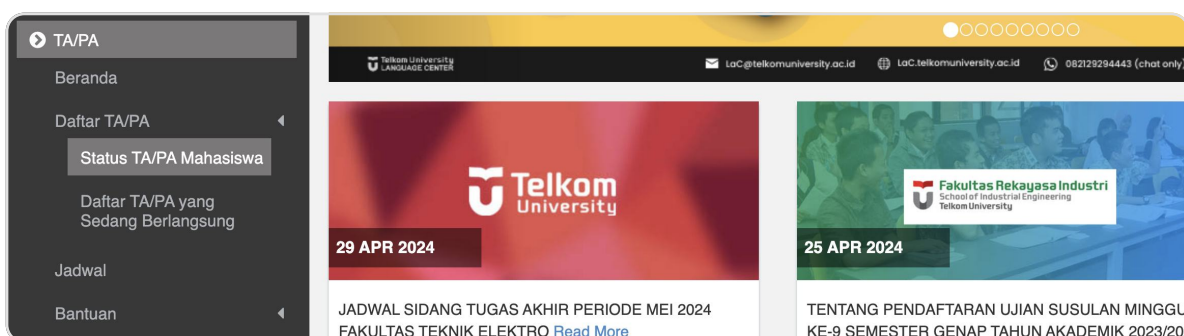 TA/PA
Beranda
Daftar TA/PA
Status TA/PA Mahasiswa
Daftar TA/PA yang
Sedang Berlangsung
Jadwal
Bantuan
Telkom University
LANGUAGE CENTER
LaC@telkomuniversity.ac.id
LaC.telkomuniversity.ac.id
082129294443 (chat only)
Telkom
University
29 APR 2024
JADWAL SIDANG TUGAS AKHIR PERIODE MEI 2024
FAKULTAS TEKNIK ELEKTRO Read More
Fakultas Rekayasa Industri
School of Industrial Engineering
Telkom University
25 APR 2024
TENTANG PENDAFTARAN UJIAN SUSULAN MINGGU
KE-9 SEMESTER GENAP TAHUN AKADEMIK 2023/20